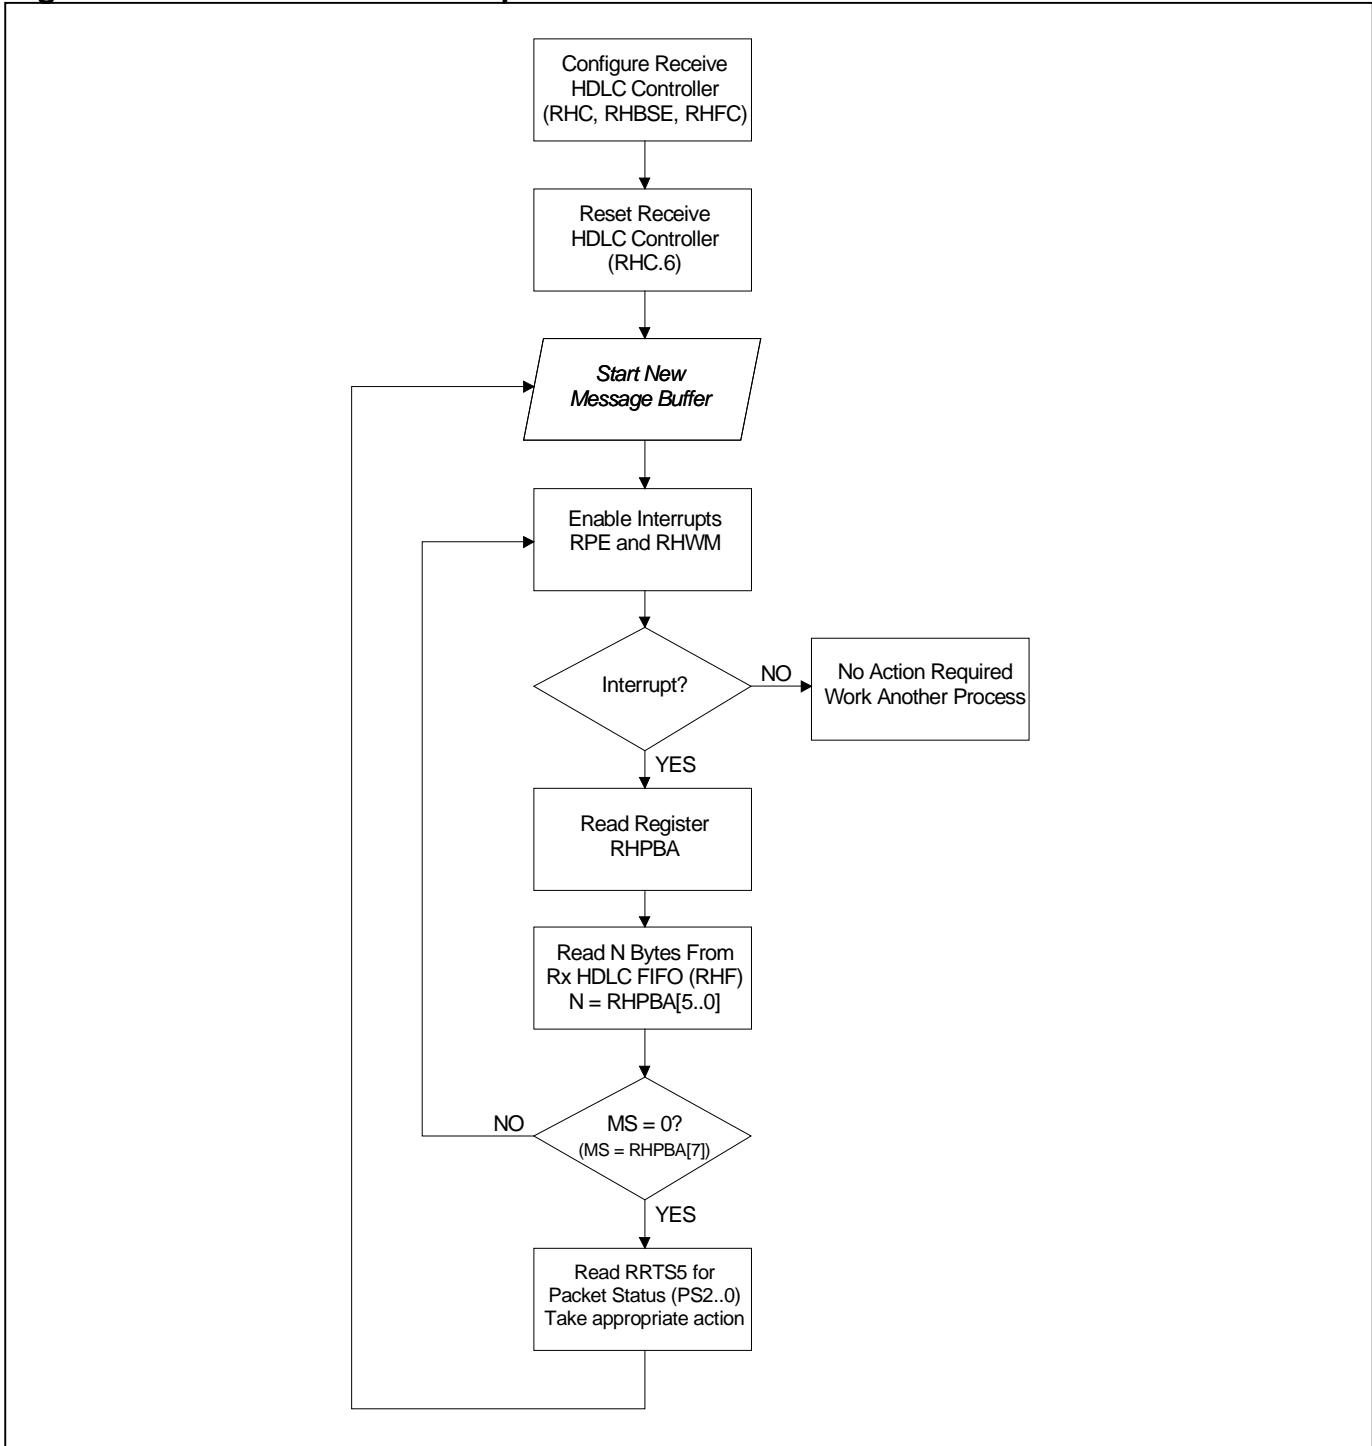 Configure Receive
HDLC Controller
(RHC, RHBSE, RHFC)
Reset Receive
HDLC Controller
(RHC.6)
Start New
Message Buffer
Enable Interrupts
RPE and RHWM
Interrupt?
NO
No Action Required
Work Another Process
YES
Read Register
RHPBA
Read N Bytes From
Rx HDLC FIFO (RHF)
N = RHPBA[5..0]
NO
MS = 0?
(MS = RHPBA[7])
YES
Read RRTS5 for
Packet Status (PS2..0)
Take appropriate action